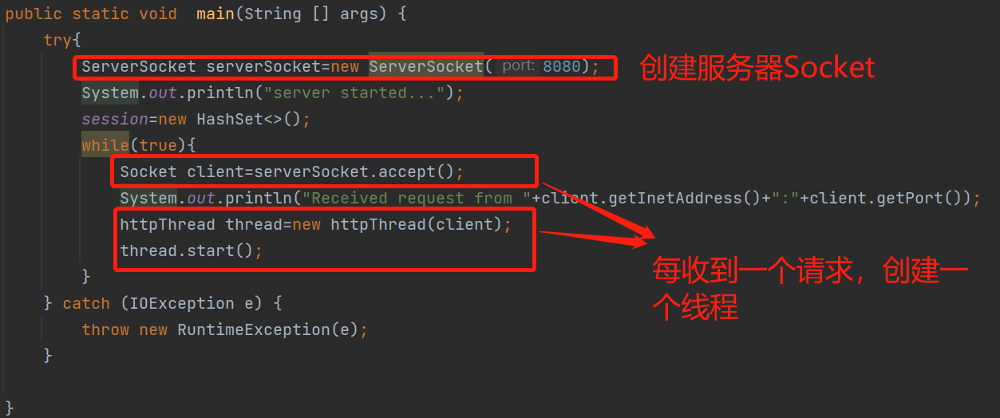 public static void  main(String [] args) {
try{
ServerSocket serverSocket=new ServerSocket( port: 8080); 创建服务器Socket
System.out.println("server started...");
session=new HashSet<>();
while(true){
Socket client=serverSocket.accept();
System.out.println("Received request from "+client.getInetAddress()+":"+client.getPort());
httpThread thread=new httpThread(client);
thread.start();
每收到一个请求，创建一
个线程
}
} catch (IOException e) {
throw new RuntimeException(e);
}
}